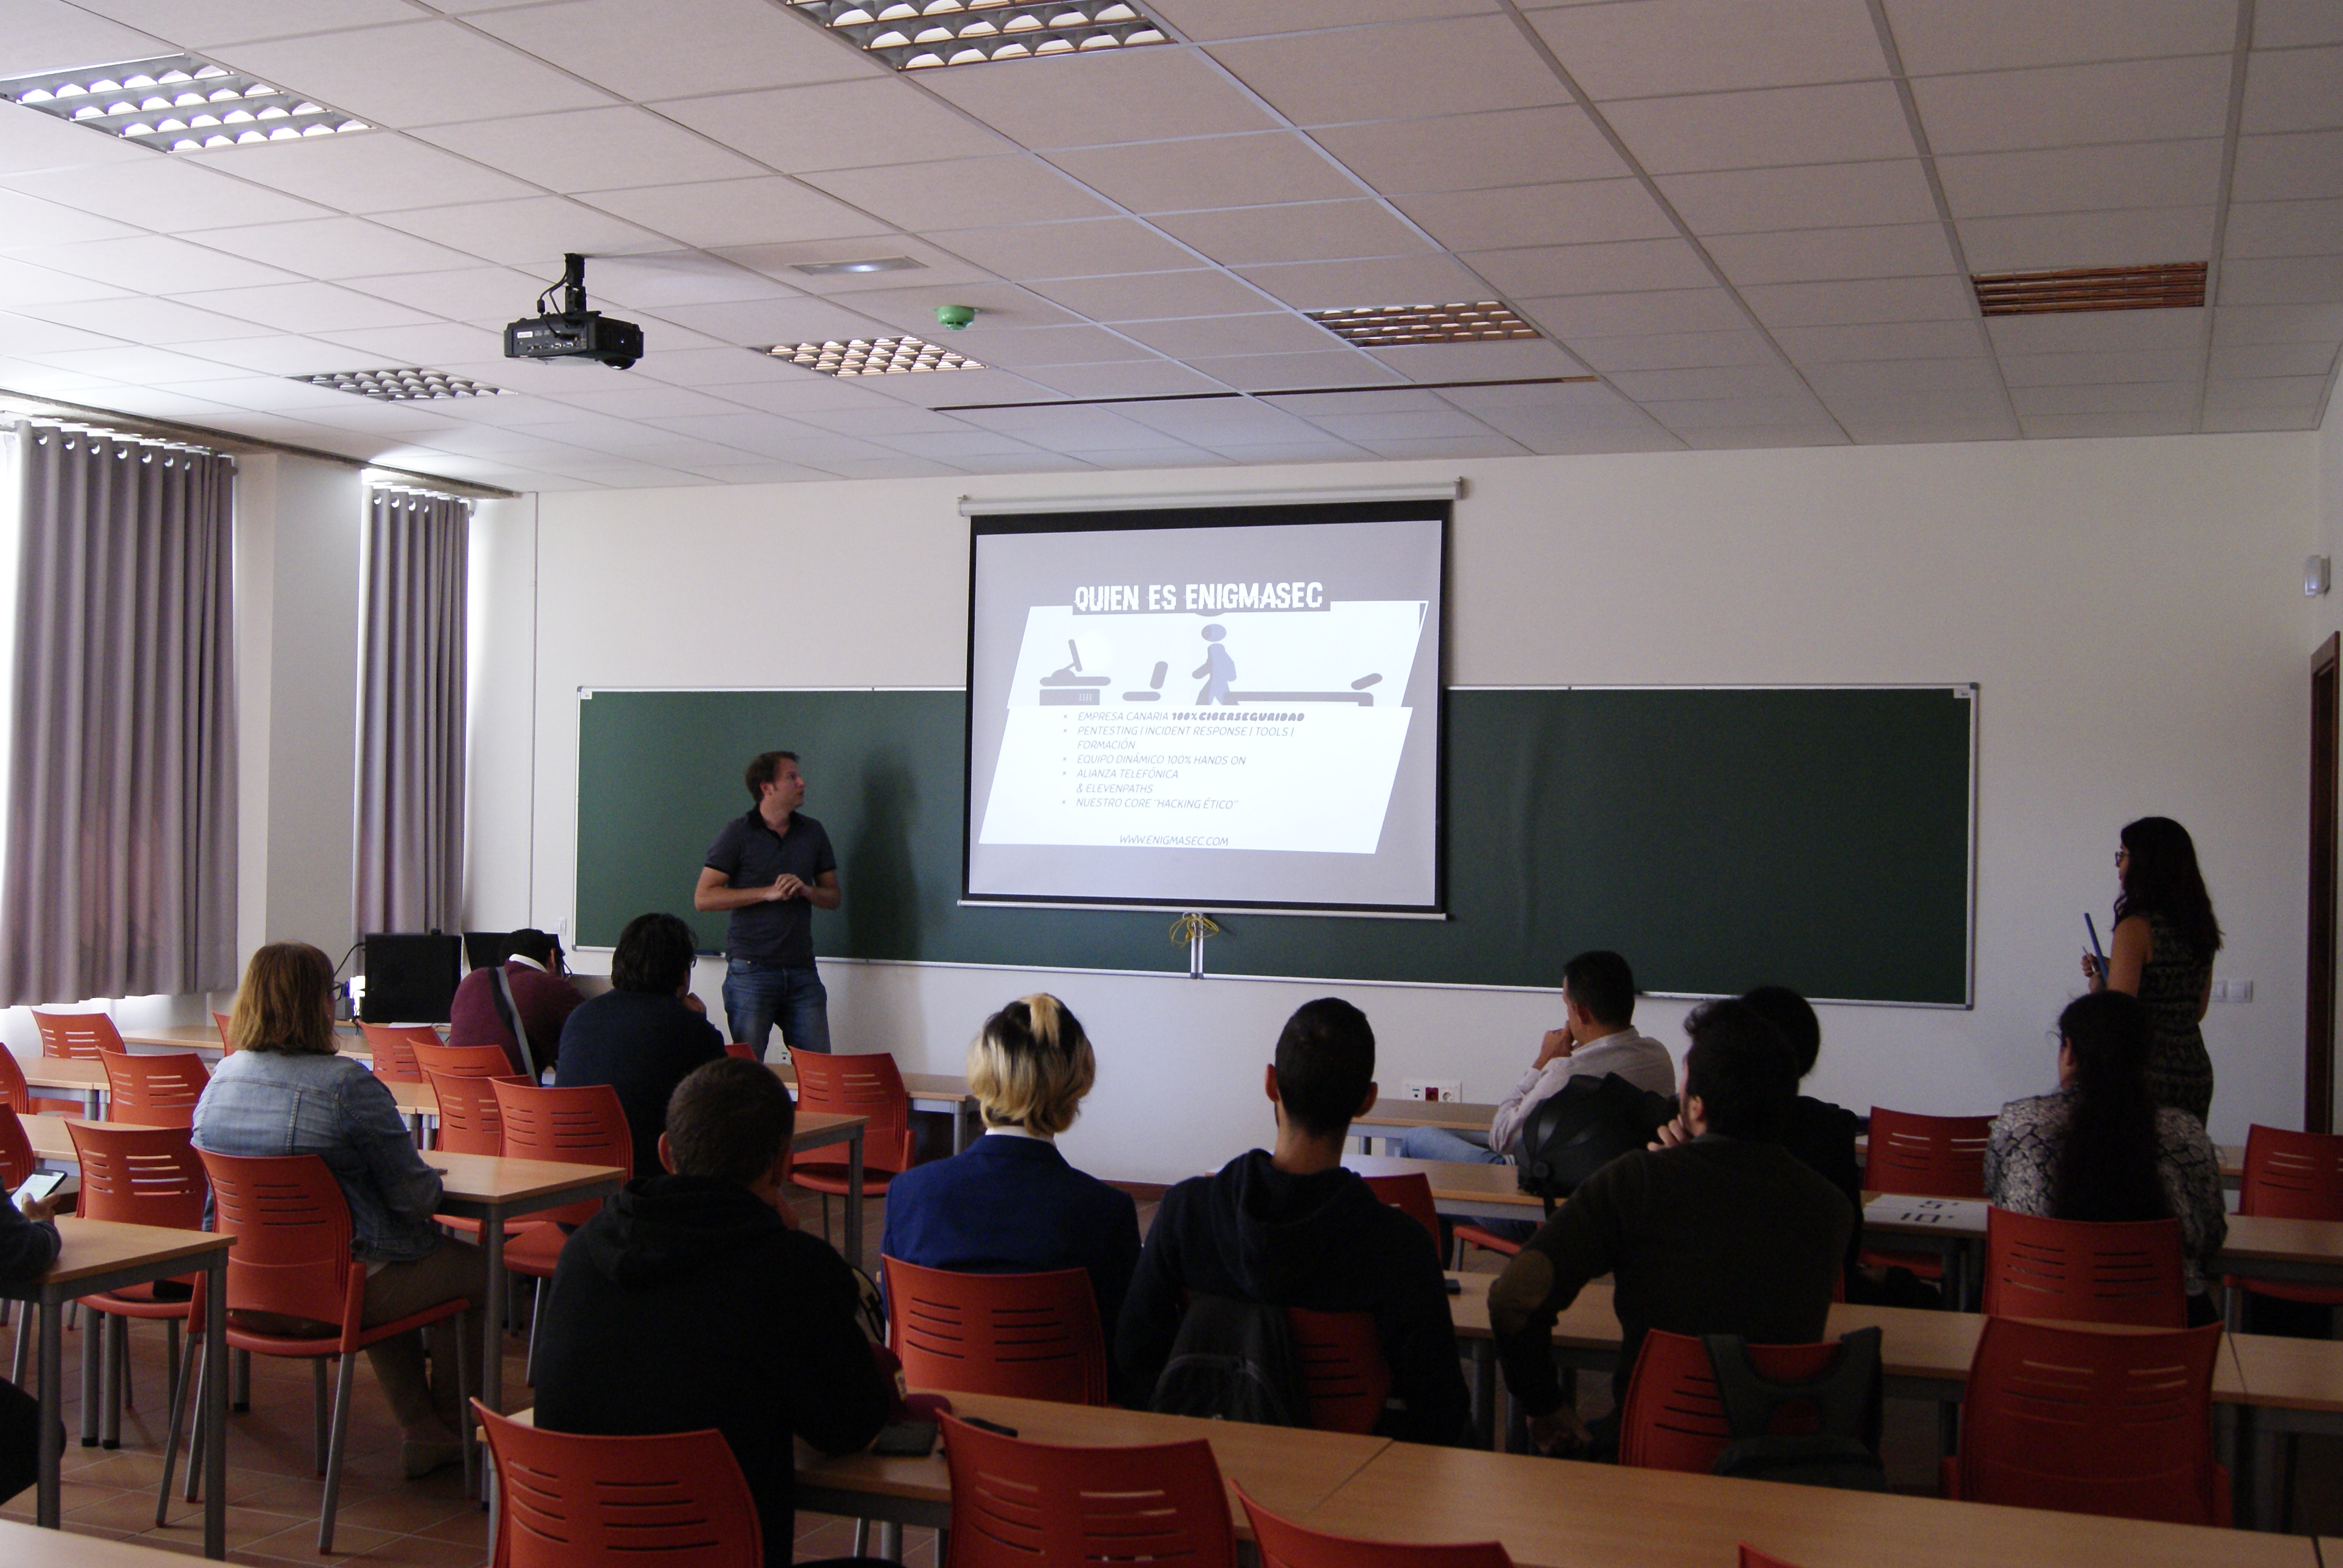 QUIEN ES ENIGMASEC
EMPRESA CANARIA 100% CIBERSEGURIDAD
PENTESTING | INCIDENT RESPONSE | TOOLS |
FORMACIÓN
EQUIPO DINÁMICO 100% HANDS ON
ALIANZA TELEFÓNICA
& ELEVENPATHS
NUESTRO CORE "HACKING ÉTICO"
WWW.ENIGMASEC.COM